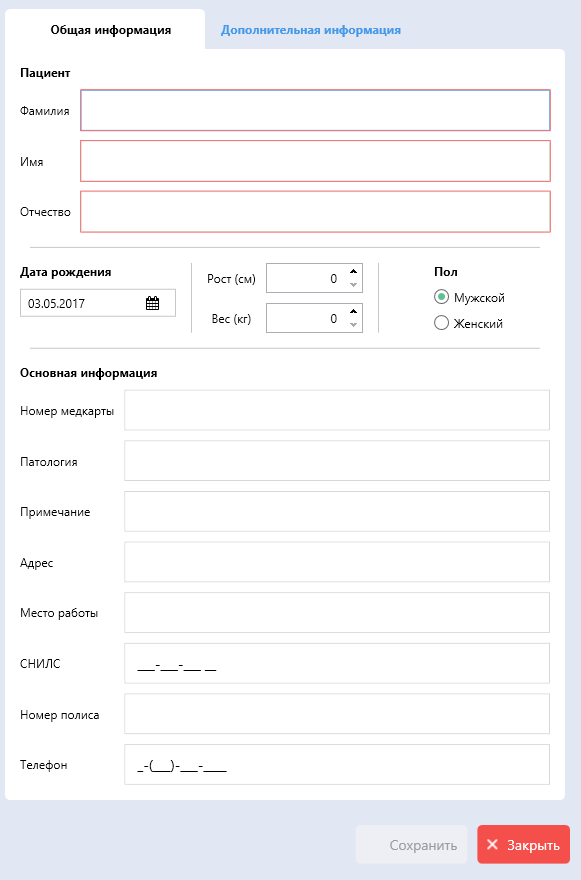 Общая информация
Дополнительная информация
Пациент
Фамилия
Имя
Отчество
Дата рождения
03.05.2017
Рост (см)
0
Вес (кг)
0
Пол
Мужской
Женский
Основная информация
Номер медкарты
Патология
Примечание
Адрес
Место работы
СНИЛС
___-___-___ __
Номер полиса
Телефон
_-(___)-___-____
Сохранить
Закрыть